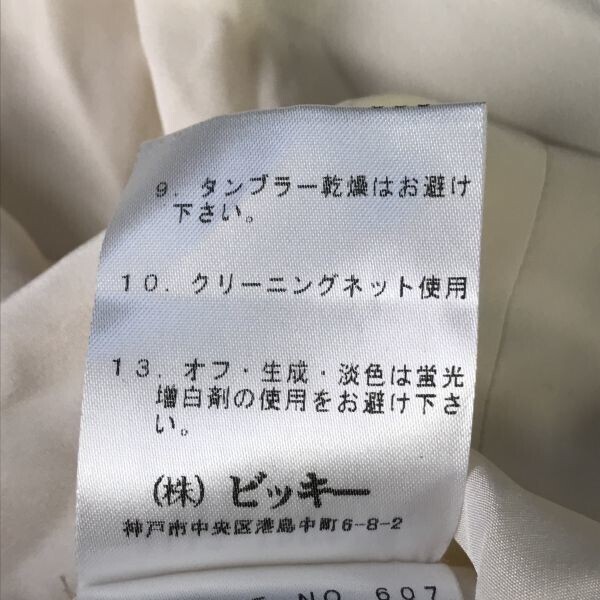 9. タンブラー乾燥はお避け
下さい。
10. クリーニングネット使用
13. オフ・生成・淡色は蛍光
増白剤の使用をお避け下さ
い。
(株) ビッキー
神戸市中央区港島中町6-8-2
NO 607